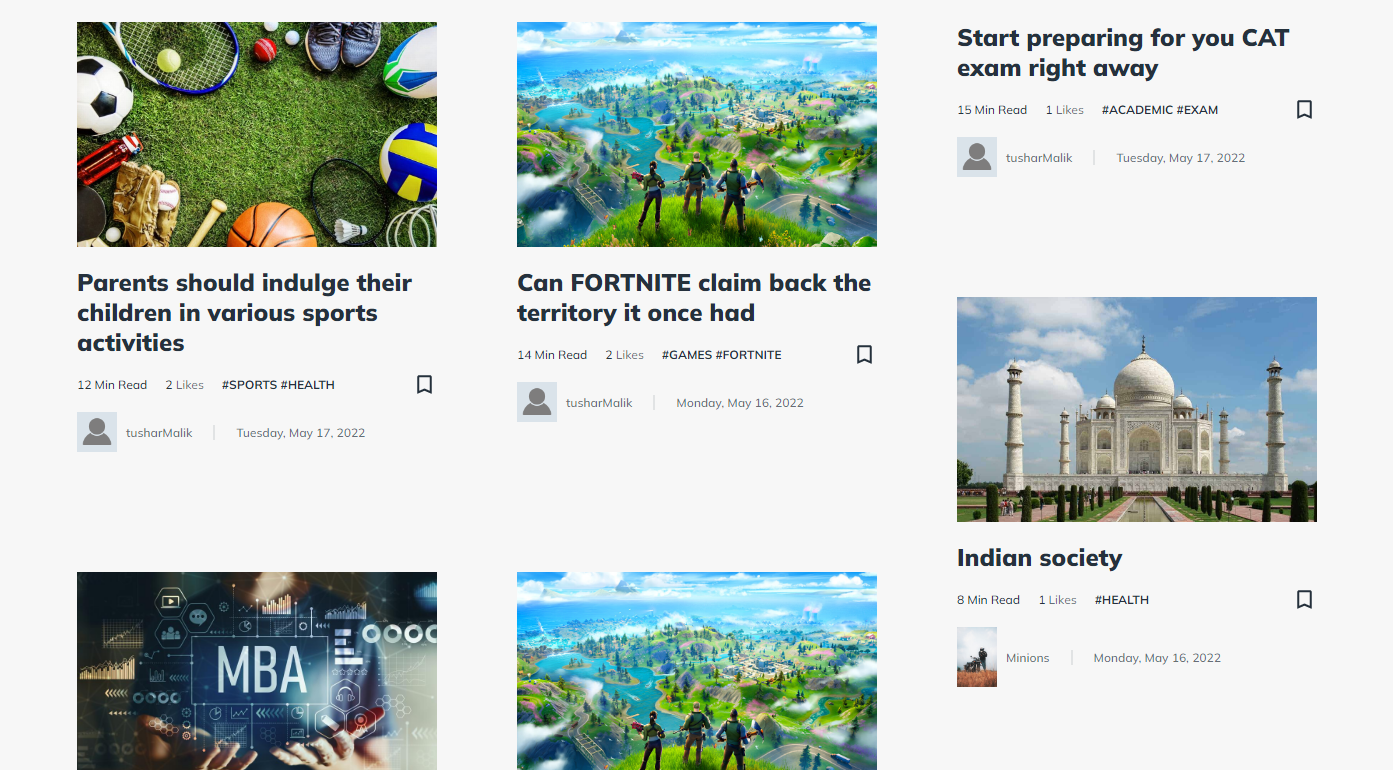 Parents should indulge their
children in various sports
activities
12 Min Read 2 Likes #SPORTS #HEALTH
tusharMalik Tuesday, May 17, 2022
MBA
Can FORTNITE claim back the
territory it once had
14 Min Read 2 Likes #GAMES #FORTNITE
tusharMalik Monday, May 16, 2022
Start preparing for you CAT
exam right away
15 Min Read 1 Likes #ACADEMIC #EXAM
tusharMalik Tuesday, May 17, 2022
Indian society
8 Min Read 1 Likes #HEALTH
Minions Monday, May 16, 2022